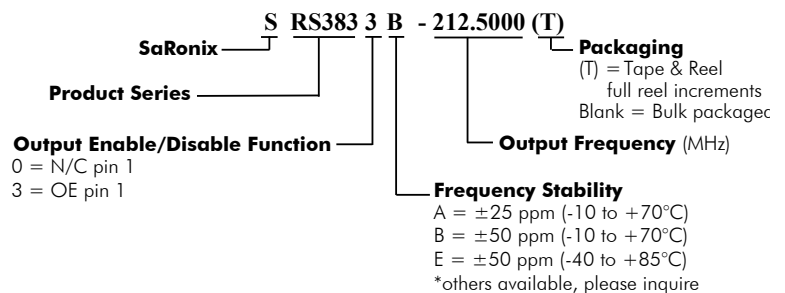 S RS383 3 B - 212.5000 (T)
SaRonix
Packaging
(T) = Tape & Reel
full reel increments
Blank = Bulk packaged
Product Series
Output Enable/Disable Function
0 = N/C pin 1
3 = OE pin 1
Output Frequency (MHz)
Frequency Stability
A = ±25 ppm (-10 to +70°C)
B = ±50 ppm (-10 to +70°C)
E = ±50 ppm (-40 to +85°C)
*others available, please inquire